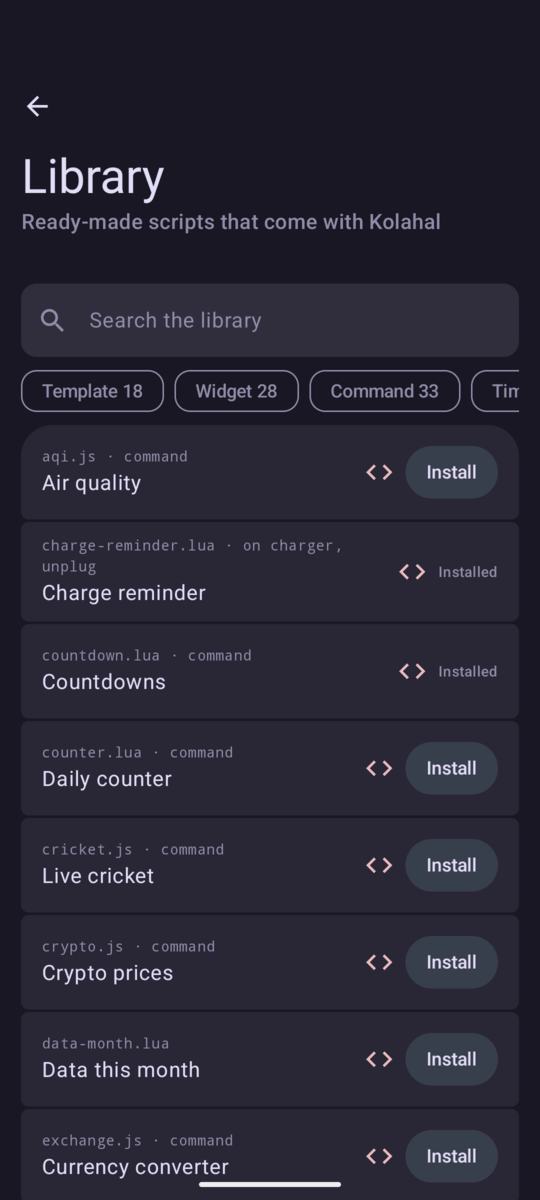 Library
Ready-made scripts that come with Kolahal
Search the library
Template 18
Widget 28
Command 33
Tim
aqi.js · command
Air quality
Install
charge-reminder.lua · on charger,
unplug
Charge reminder
Installed
countdown.lua · command
Countdowns
Installed
counter.lua · command
Daily counter
Install
cricket.js · command
Live cricket
Install
crypto.js · command
Crypto prices
Install
data-month.lua
Data this month
Install
exchange.js · command
Currency converter
Install